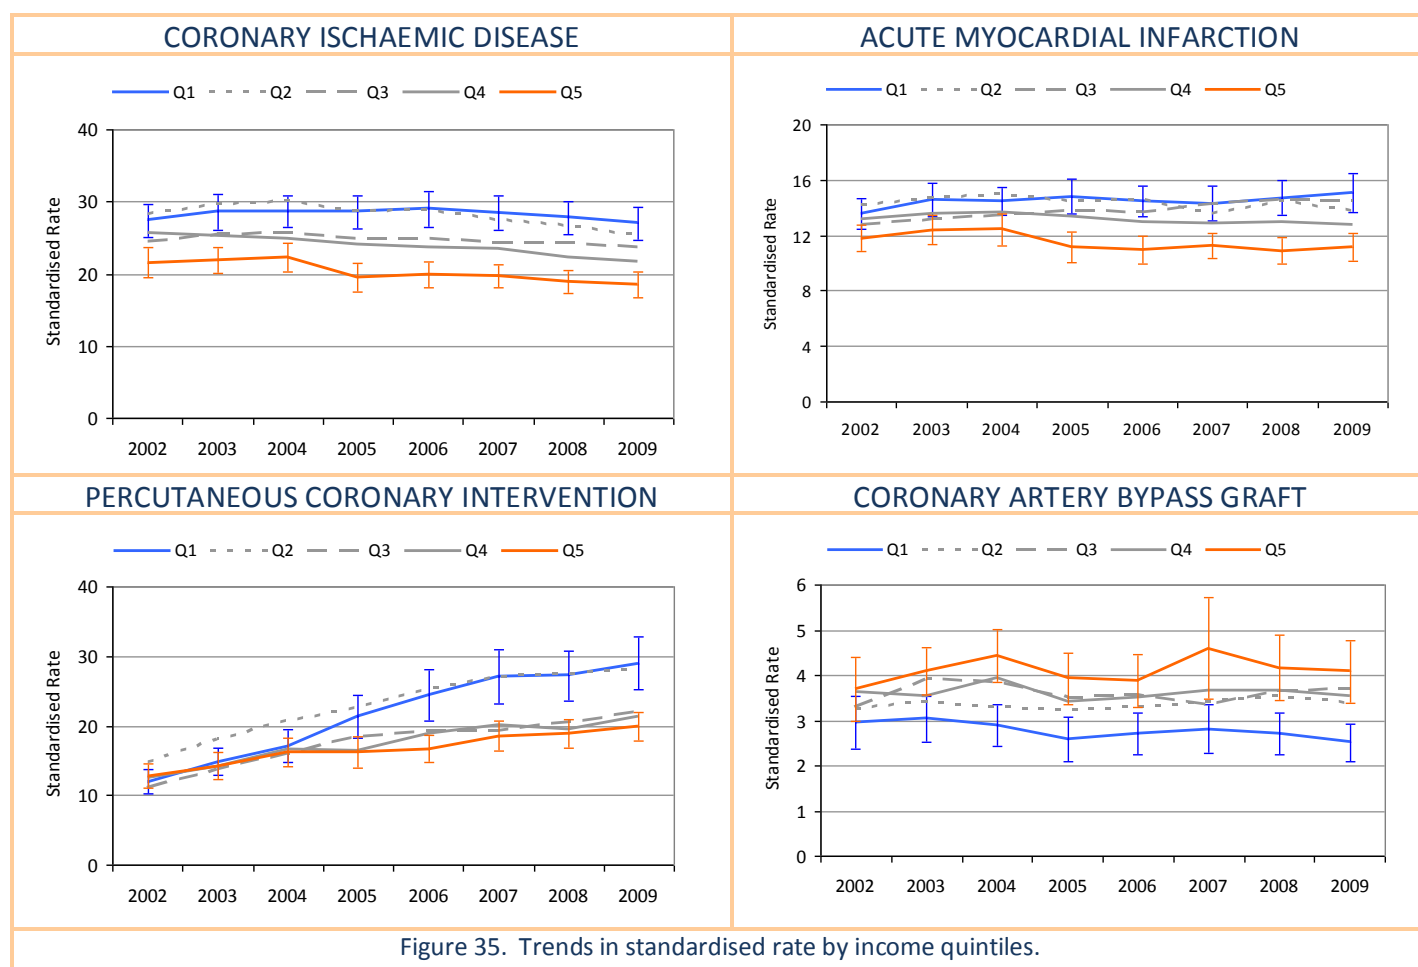 CORONARY ISCHAEMIC DISEASE
Q1 Q2 Q3 Q4 Q5
Standardised Rate
40
30
20
10
0
2002 2003 2004 2005 2006 2007 2008 2009
ACUTE MYOCARDIAL INFARCTION
Q1 Q2 Q3 Q4 Q5
Standardised Rate
20
16
12
8
4
0
2002 2003 2004 2005 2006 2007 2008 2009
PERCUTANEOUS CORONARY INTERVENTION
Q1 Q2 Q3 Q4 Q5
Standardised Rate
40
30
20
10
0
2002 2003 2004 2005 2006 2007 2008 2009
CORONARY ARTERY BYPASS GRAFT
Q1 Q2 Q3 Q4 Q5
Standardised Rate
6
5
4
3
2
1
0
2002 2003 2004 2005 2006 2007 2008 2009
Figure 35. Trends in standardised rate by income quintiles.